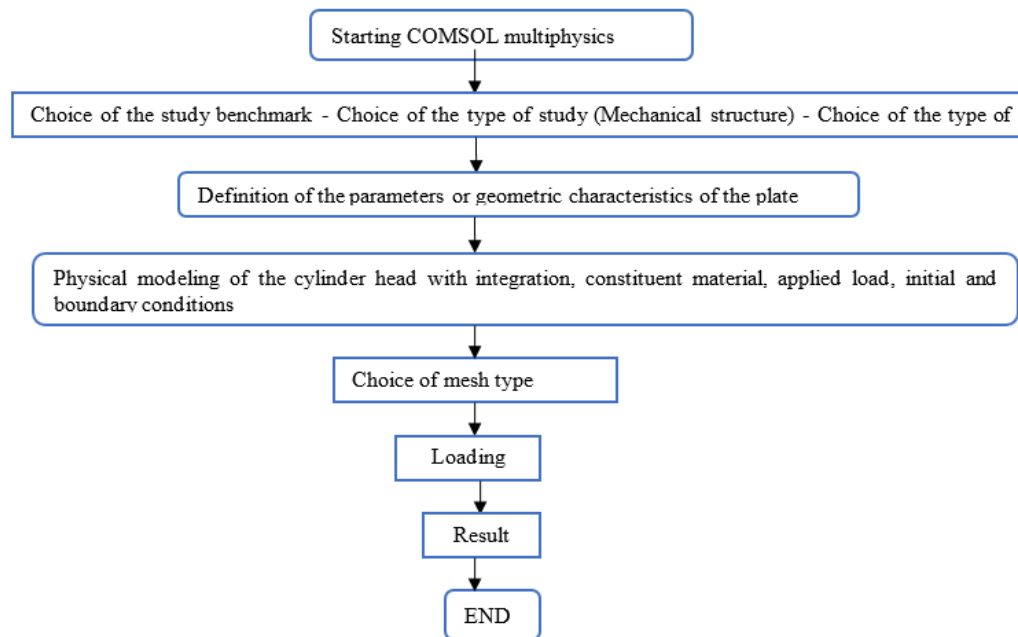 Starting COMSOL multiphysics
Choice of the study benchmark - Choice of the type of study (Mechanical structure) - Choice of the type of
Definition of the parameters or geometric characteristics of the plate
Physical modeling of the cylinder head with integration, constituent material, applied load, initial and
boundary conditions
Choice of mesh type
Loading
Result
END